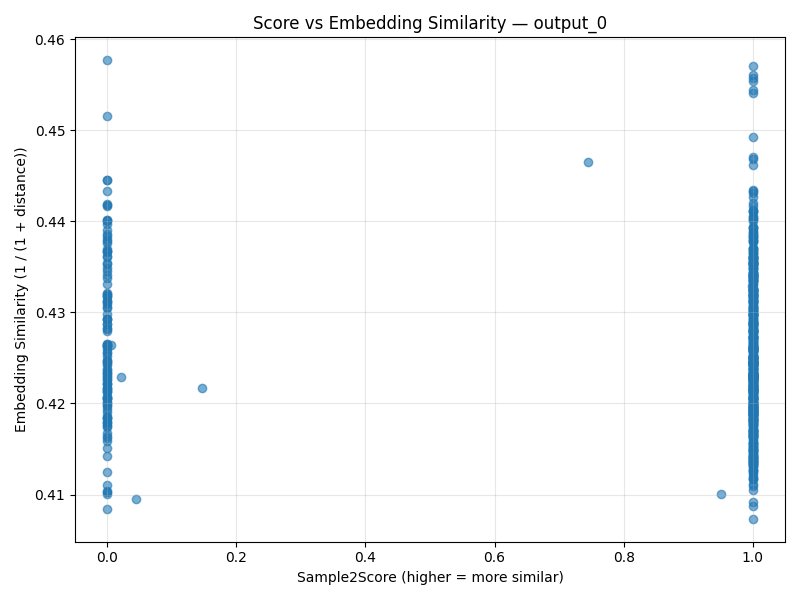 Score vs Embedding Similarity — output_0
Embedding Similarity (1 / (1 + distance))
0.46
0.45
0.44
0.43
0.42
0.41
0.0 0.2 0.4 0.6 0.8 1.0
Sample2Score (higher = more similar)